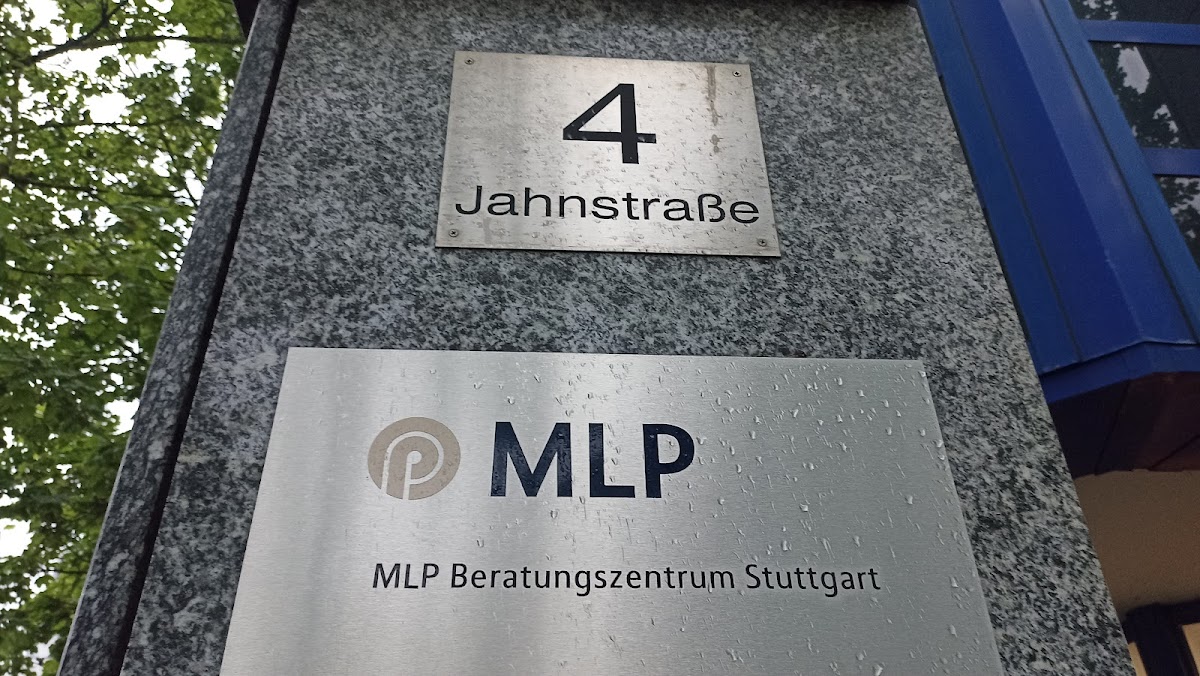 4
Jahnstraße
MLP
MLP Beratungszentrum Stuttgart